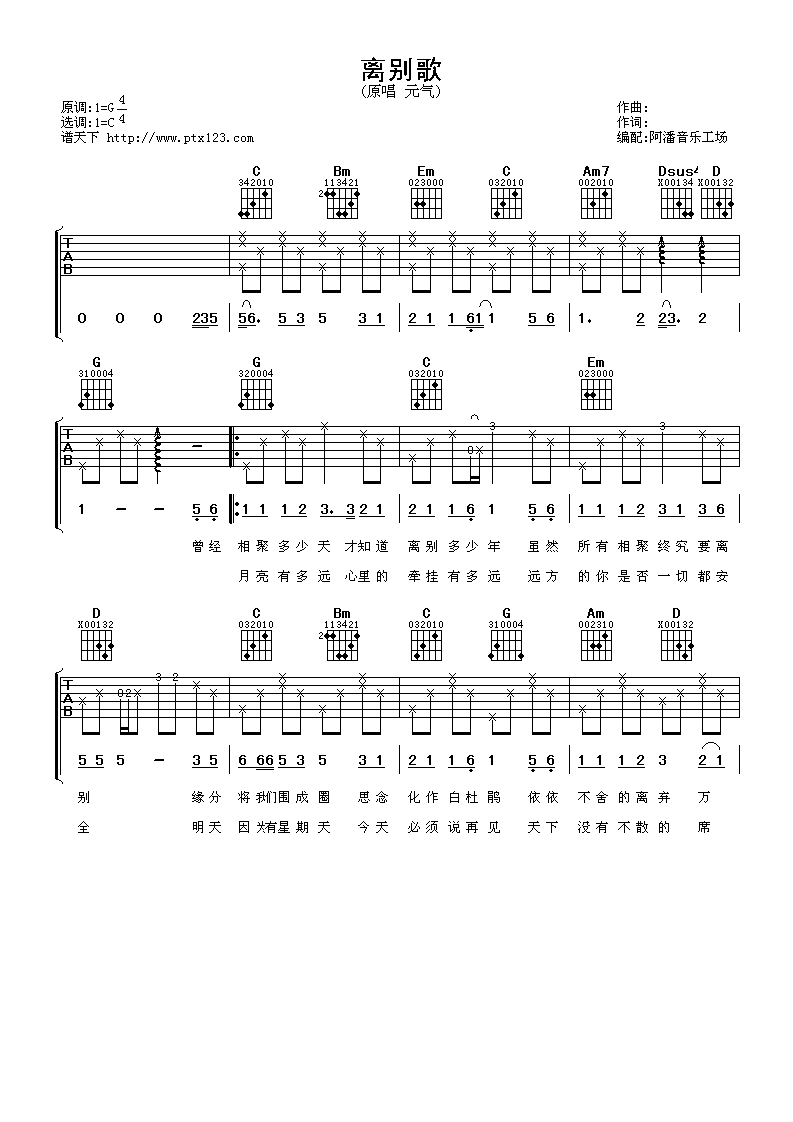 离别歌
(原唱 元气)
原调:1=G 4/4
选调:1=C
谱天下 http://www.ptx123.com
作曲:
作词:
编配:阿潘音乐工场
C Bm Em C Am7 Dsus4 D
342010 113421 023000 032010 002010 X00134 X00132
2
T
A
B
0 0 0 235 | 56. 5 3 5 3 1 | 2 1 1 61 1 5 6 | 1. 2 23. 2 |
G G C Em
310004 320004 032010 023000
3 3
T
A 0
B
1 - - 5 6 |: 1 1 1 2 3. 3 2 1 | 2 1 1 6 1 5 6 | 1 1 1 2 3 1 3 6
曾经 相聚多少天 才知道 离别多少年 虽然 所有相聚终究要离
月亮有多远 心里的 牵挂有多远 远方 的你是否一切都安
D C Bm C G Am D
X00132 032010 113421 032010 310004 002310 X00132
2
3 2
T
A 0 2
B
5 5 5 - 3 5 | 6 6 6 5 3 5 3 1 | 2 1 1 6 1 5 6 | 1 1 1 2 3 2 1 |
别 缘分 将我们围成圈 思念 化作白杜鹃 依依 不舍的离弃 万
全 明天 因为有星期天 今天 必须说再见 天下 没有不散的 席